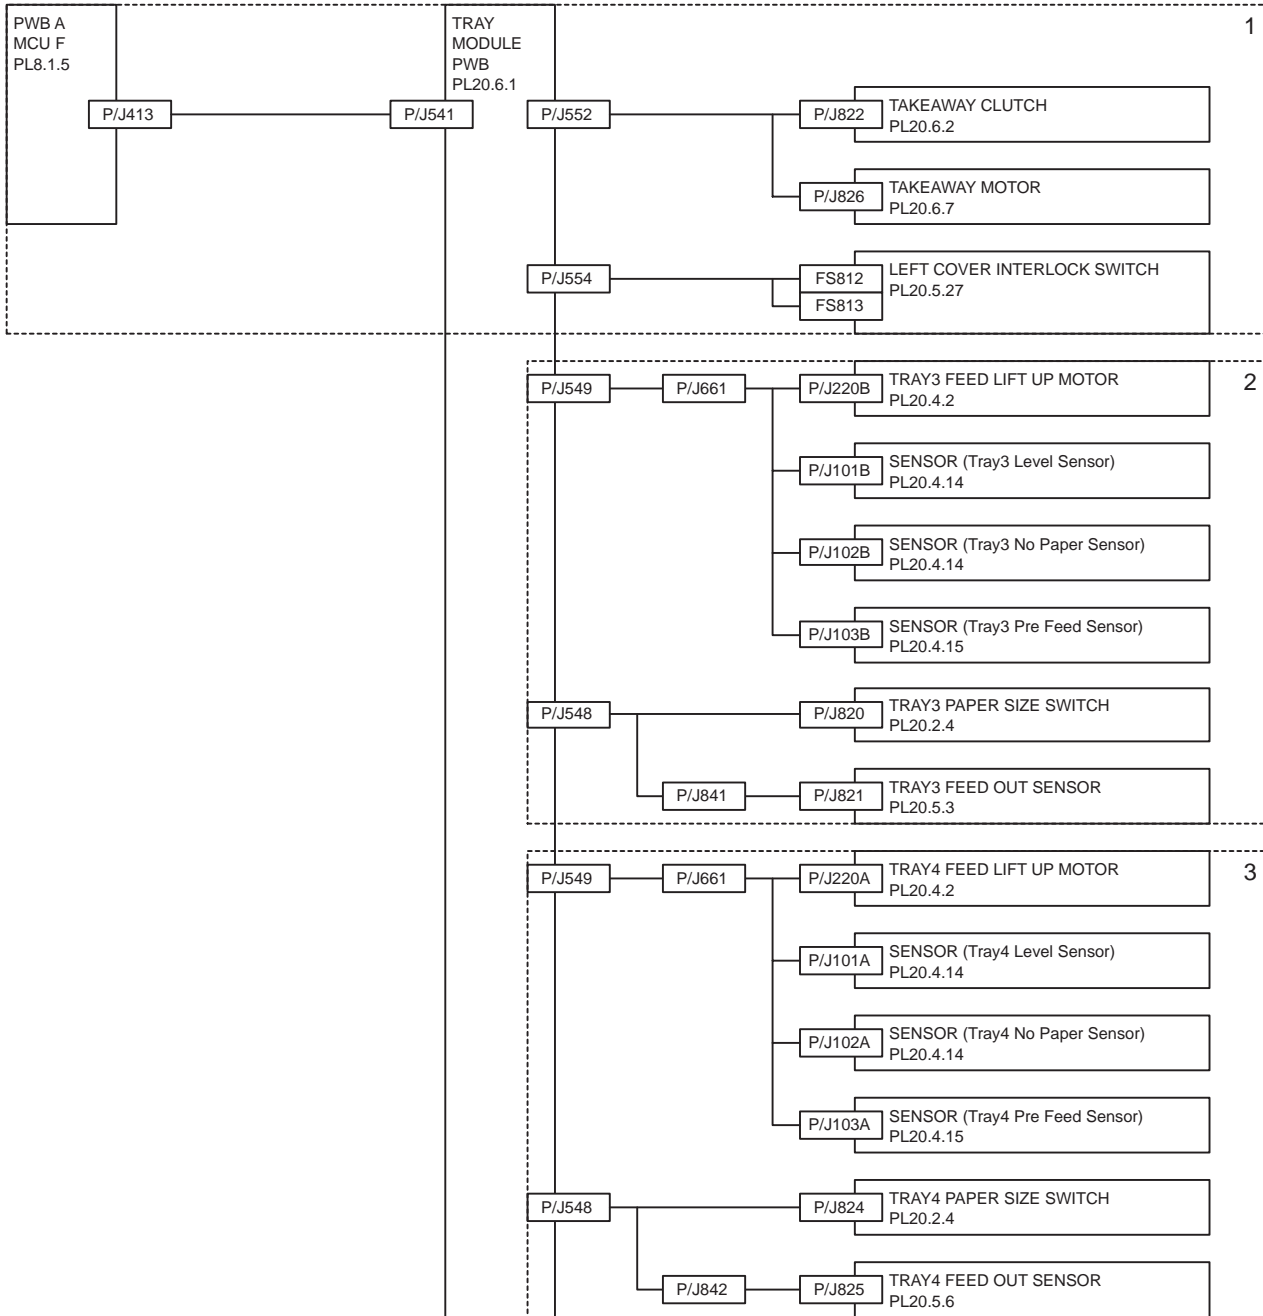 PWB A
MCU F
PL8.1.5
TRAY
MODULE
PWB
PL20.6.1
1
P/J413
P/J541
P/J552
P/J822
TAKEAWAY CLUTCH
PL20.6.2
P/J826
TAKEAWAY MOTOR
PL20.6.7
P/J554
FS812
FS813
LEFT COVER INTERLOCK SWITCH
PL20.5.27
2
P/J549
P/J661
P/J220B
TRAY3 FEED LIFT UP MOTOR
PL20.4.2
P/J101B
SENSOR (Tray3 Level Sensor)
PL20.4.14
P/J102B
SENSOR (Tray3 No Paper Sensor)
PL20.4.14
P/J103B
SENSOR (Tray3 Pre Feed Sensor)
PL20.4.15
P/J548
P/J820
TRAY3 PAPER SIZE SWITCH
PL20.2.4
P/J841
P/J821
TRAY3 FEED OUT SENSOR
PL20.5.3
3
P/J549
P/J661
P/J220A
TRAY4 FEED LIFT UP MOTOR
PL20.4.2
P/J101A
SENSOR (Tray4 Level Sensor)
PL20.4.14
P/J102A
SENSOR (Tray4 No Paper Sensor)
PL20.4.14
P/J103A
SENSOR (Tray4 Pre Feed Sensor)
PL20.4.15
P/J548
P/J824
TRAY4 PAPER SIZE SWITCH
PL20.2.4
P/J842
P/J825
TRAY4 FEED OUT SENSOR
PL20.5.6